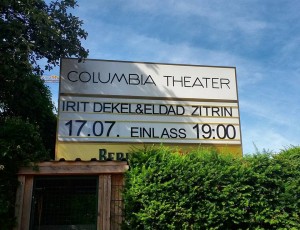 COLUMBIA THEATER
IRIT DEKEL&ELDAD ZITRIN
17.07. EINLASS 19:00